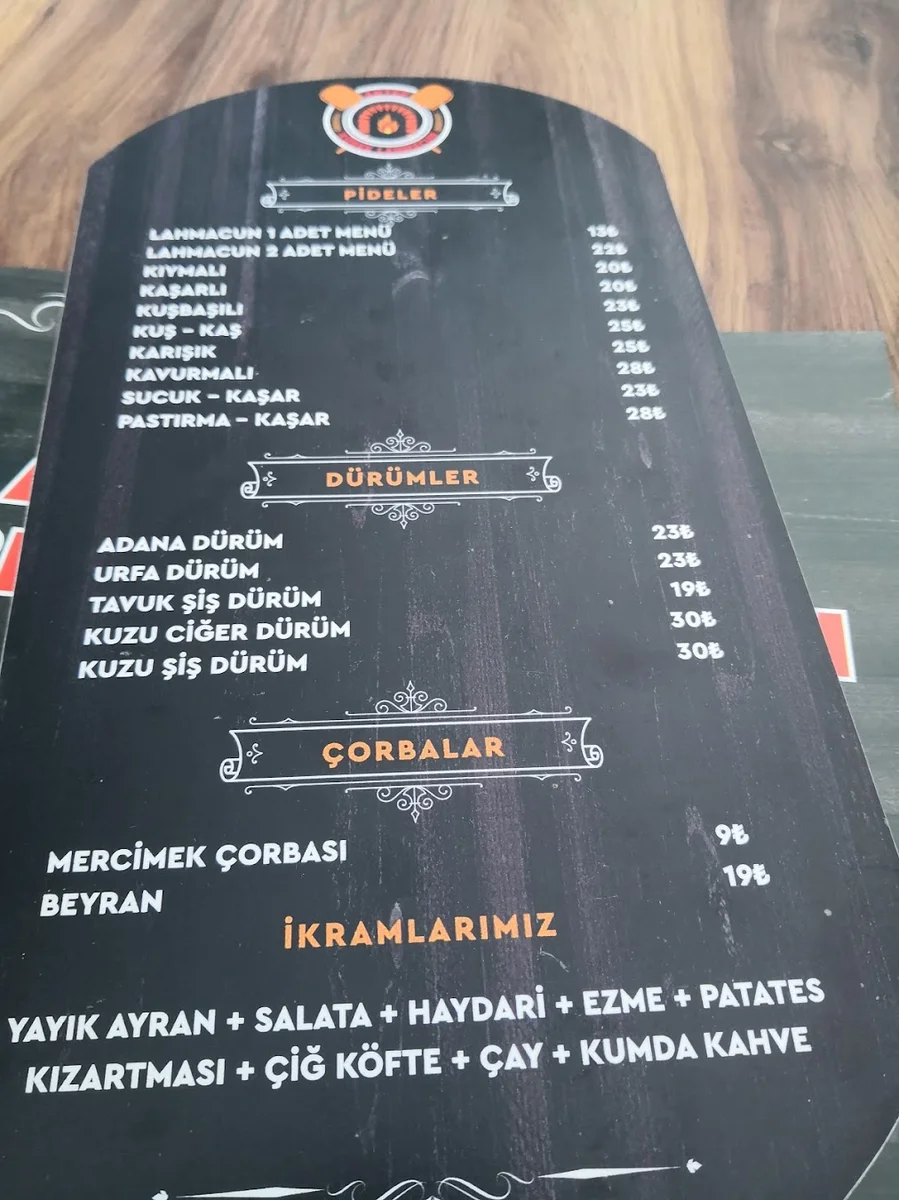 PİDELER
LAHMACUN 1 ADET MENÜ 13₺
LAHMACUN 2 ADET MENÜ 22₺
KIYMALI 20₺
KAŞARLI 20₺
KUŞBAŞILI 23₺
KUŞ - KAŞ 25₺
KARIŞIK 25₺
KAVURMALI 28₺
SUCUK - KAŞAR 23₺
PASTIRMA - KAŞAR 28₺
DÜRÜMLER
ADANA DÜRÜM 23₺
URFA DÜRÜM 23₺
TAVUK ŞİŞ DÜRÜM 19₺
KUZU CİĞER DÜRÜM 30₺
KUZU ŞİŞ DÜRÜM 30₺
ÇORBALAR
MERCİMEK ÇORBASI 9₺
BEYRAN 19₺
İKRAMLARIMIZ
YAYIK AYRAN + SALATA + HAYDARİ + EZME + PATATES
KIZARTMASI + ÇİĞ KÖFTE + ÇAY + KUMDA KAHVE